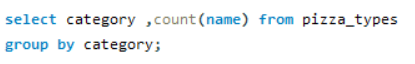 select category ,count(name) from pizza_types
group by category;